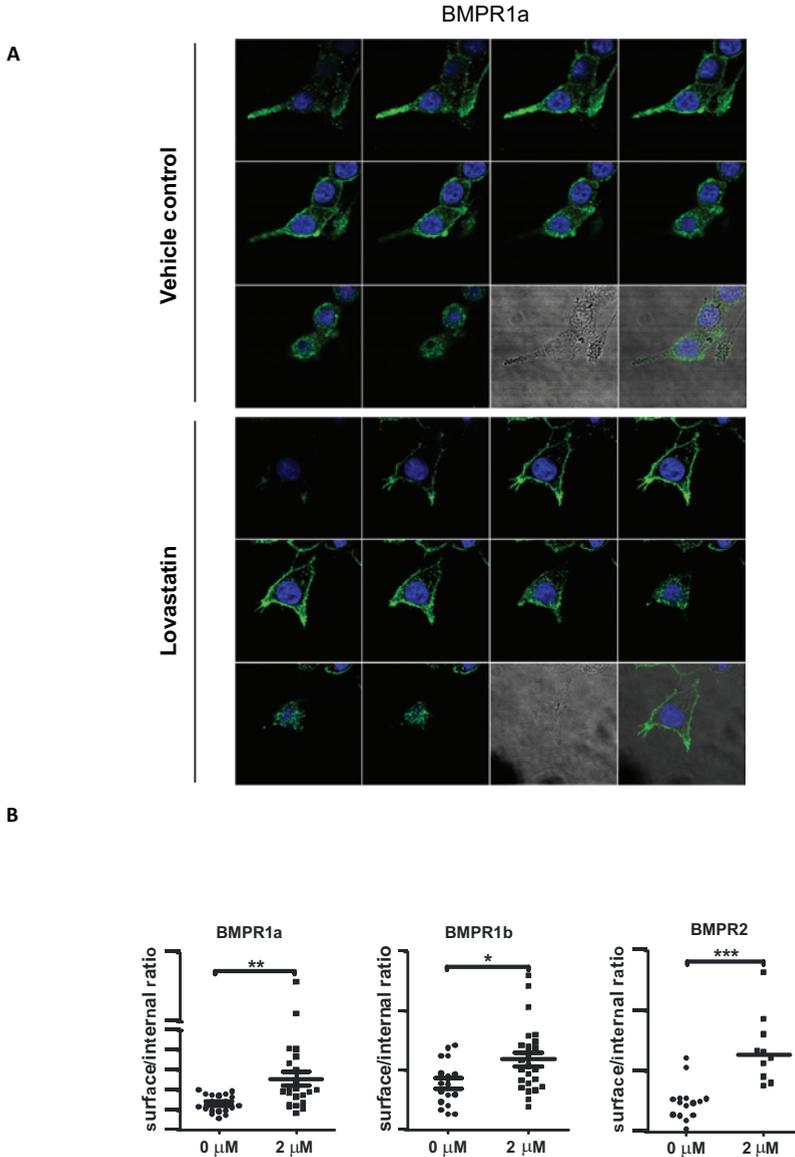 BMPR1a
A
Vehicle control
Lovastatin
B
BMPR1a
surface/internal ratio
**
0 μM
2 μM
BMPR1b
surface/internal ratio
*
0 μM
2 μM
BMPR2
surface/internal ratio
***
0 μM
2 μM